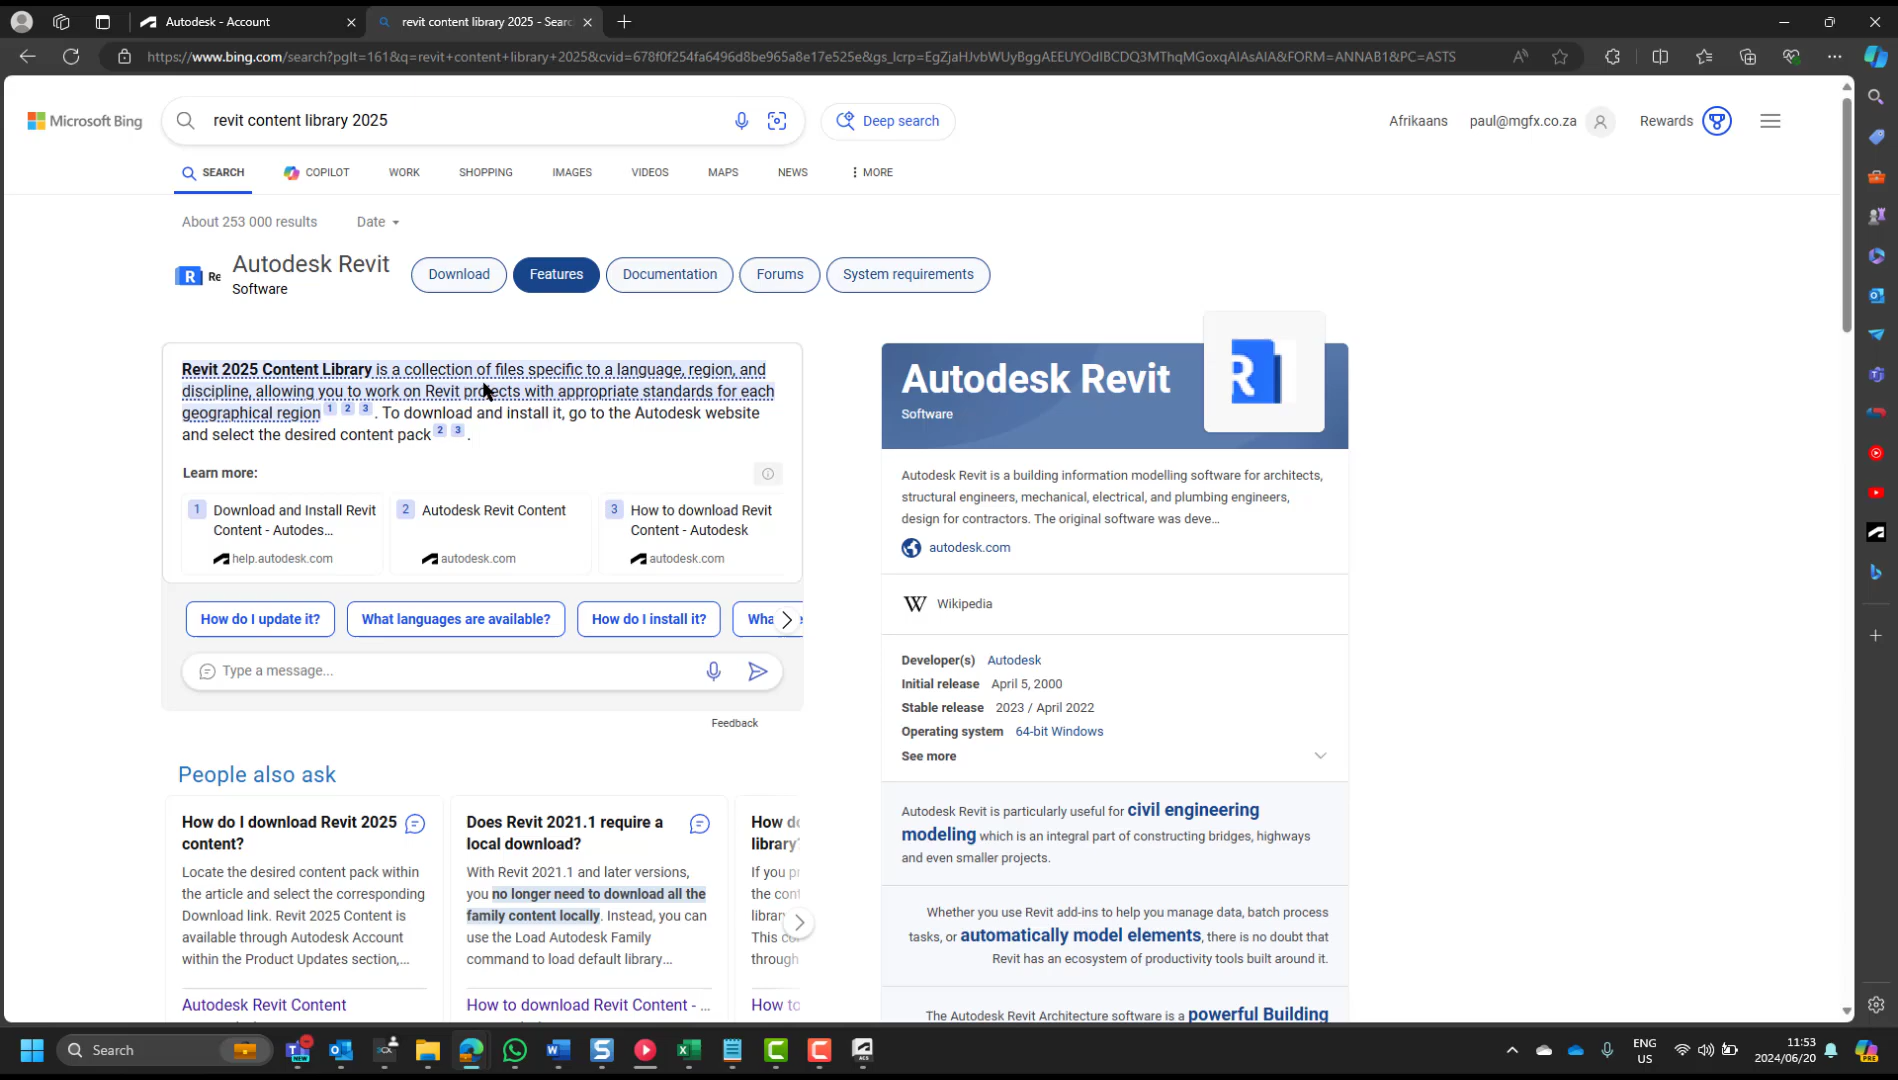 Autodesk - Account
revit content library 2025 - Searc
https://www.bing.com/search?pglt=161&q=revit+content+library+2025&cvid=678f0f254fa6496d8be965a8e17e525e&gs_lcrp=EgZjaHJvbWUyBggAEEUYOdIBCDQ3MThqMGoxqAIAsAIA&FORM=ANNAB1&PC=ASTS
Microsoft Bing
revit content library 2025
Deep search
Afrikaans
paul@mgfx.co.za
Rewards
SEARCH
COPILOT
WORK
SHOPPING
IMAGES
VIDEOS
MAPS
NEWS
MORE
About 253 000 results
Date
R Re
Autodesk Revit
Software
Download
Features
Documentation
Forums
System requirements
Revit 2025 Content Library is a collection of files specific to a language, region, and
discipline, allowing you to work on Revit projects with appropriate standards for each
geographical region 1 2 3 . To download and install it, go to the Autodesk website
and select the desired content pack 2 3 .
Learn more:
1 Download and Install Revit
Content - Autodes...
help.autodesk.com
2 Autodesk Revit Content
autodesk.com
3 How to download Revit
Content - Autodesk
autodesk.com
How do I update it?
What languages are available?
How do I install it?
Wha
Type a message...
Feedback
People also ask
How do I download Revit 2025
content?
Locate the desired content pack within
the article and select the corresponding
Download link. Revit 2025 Content is
available through Autodesk Account
within the Product Updates section,...
Autodesk Revit Content
Does Revit 2021.1 require a
local download?
With Revit 2021.1 and later versions,
you no longer need to download all the
family content locally. Instead, you can
use the Load Autodesk Family
command to load default library...
How to download Revit Content - ...
How do
library?
If you pr
the cont
librar
This co
through
How to
Autodesk Revit
Software
R
Autodesk Revit is a building information modelling software for architects,
structural engineers, mechanical, electrical, and plumbing engineers,
design for contractors. The original software was deve...
autodesk.com
W Wikipedia
Developer(s) Autodesk
Initial release April 5, 2000
Stable release 2023 / April 2022
Operating system 64-bit Windows
See more
Autodesk Revit is particularly useful for civil engineering
modeling which is an integral part of constructing bridges, highways
and even smaller projects.
Whether you use Revit add-ins to help you manage data, batch process
tasks, or automatically model elements, there is no doubt that
Revit has an ecosystem of productivity tools built around it.
The Autodesk Revit Architecture software is a powerful Building
Search
ENG
US
11:53
2024/06/20